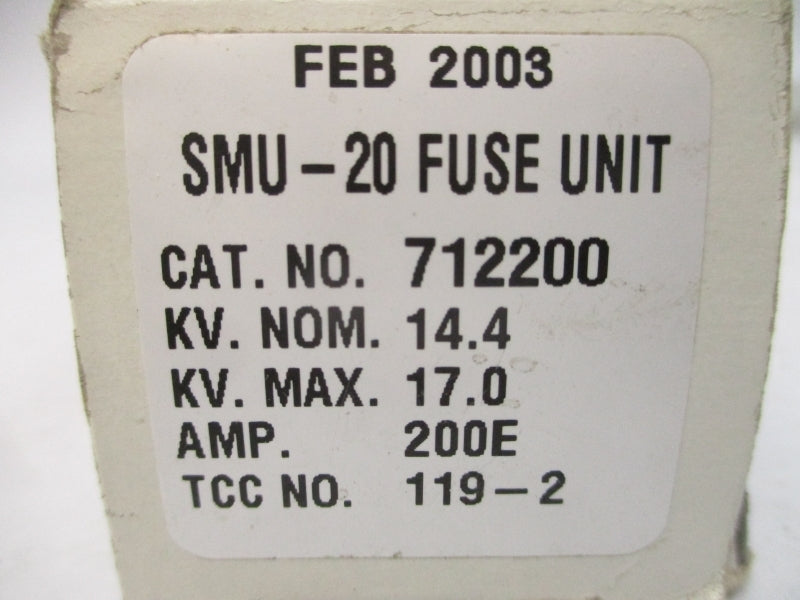 FEB 2003
SMU-20 FUSE UNIT
CAT. NO. 712200
KV. NOM. 14.4
KV. MAX. 17.0
AMP. 200E
TCC NO. 119-2